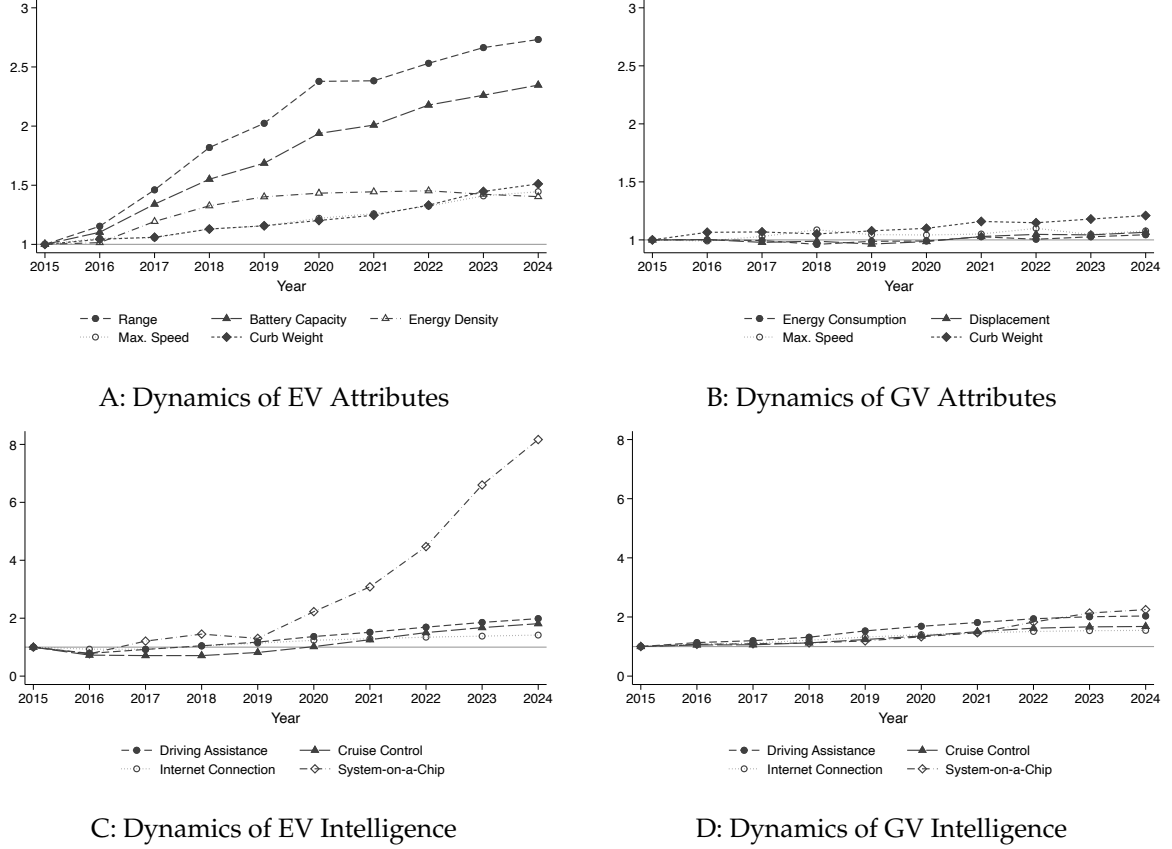 3
2.5
2
1.5
1
2015 2016 2017 2018 2019 2020 2021 2022 2023 2024
Year
Range Battery Capacity Energy Density
Max. Speed Curb Weight
A: Dynamics of EV Attributes
3
2.5
2
1.5
1
2015 2016 2017 2018 2019 2020 2021 2022 2023 2024
Year
Energy Consumption Displacement
Max. Speed Curb Weight
B: Dynamics of GV Attributes
8
6
4
2
0
2015 2016 2017 2018 2019 2020 2021 2022 2023 2024
Year
Driving Assistance Cruise Control
Internet Connection System-on-a-Chip
C: Dynamics of EV Intelligence
8
6
4
2
0
2015 2016 2017 2018 2019 2020 2021 2022 2023 2024
Year
Driving Assistance Cruise Control
Internet Connection System-on-a-Chip
D: Dynamics of GV Intelligence